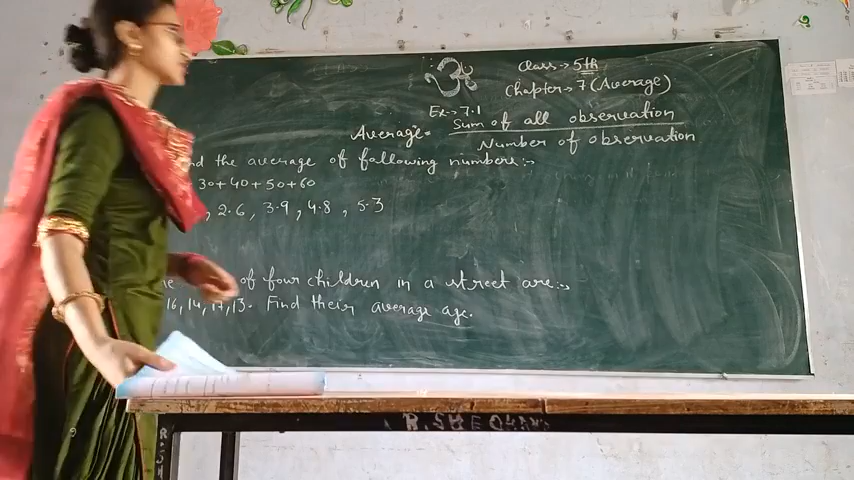 ॐ
Class → 5th
Chapter → 7 (Average)
Ex → 7.1
Average = Sum of all observation
Number of observation
the average of following numbers :-
30+40+50+60
, 2.6, 3.9, 4.8, 5.3
of four children in a street are :-
16, 14, 17, 13. Find their average age.